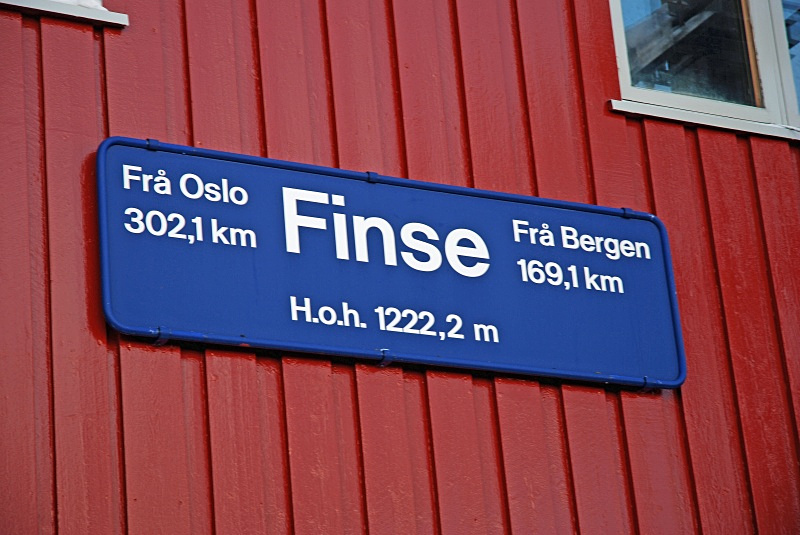 Frå Oslo
302,1 km
Finse
Frå Bergen
169,1 km
H.o.h. 1222,2 m